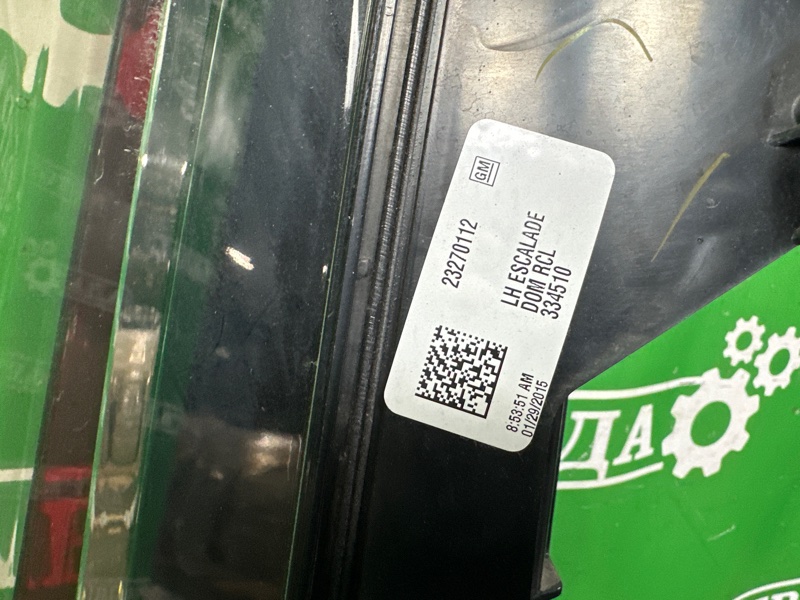 GM
23270112
LH ESCALADE
DOM RCL
334510
8:53:51 AM
01/29/2015
ДА